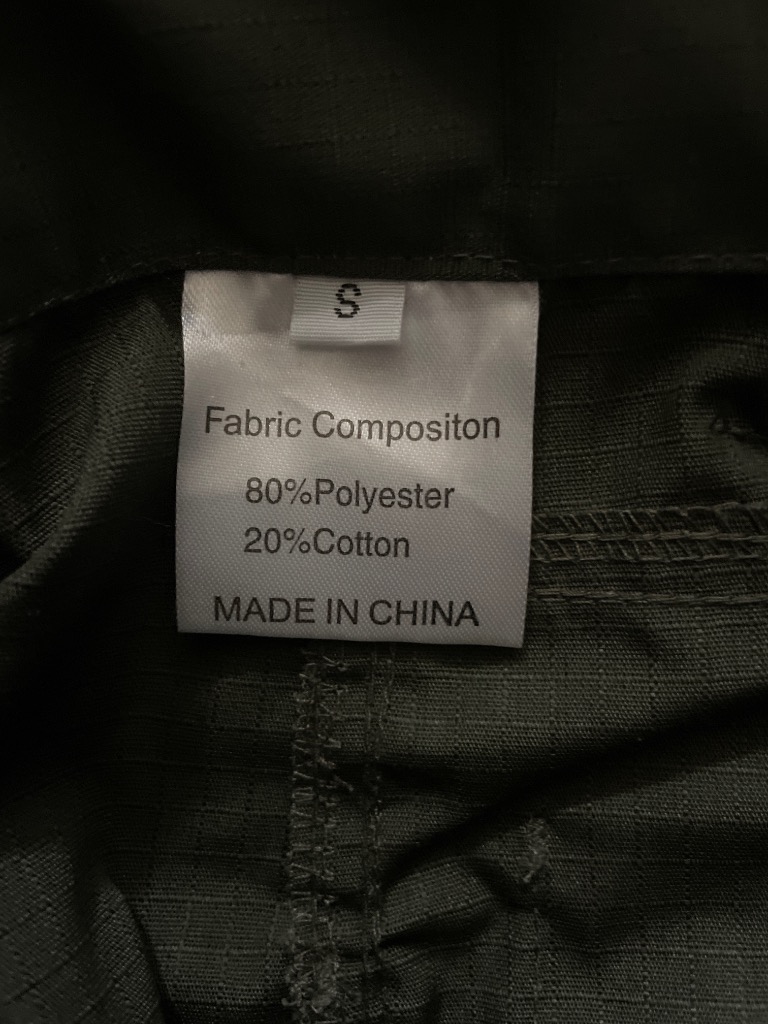 S
Fabric Compositon
80%Polyester
20%Cotton
MADE IN CHINA